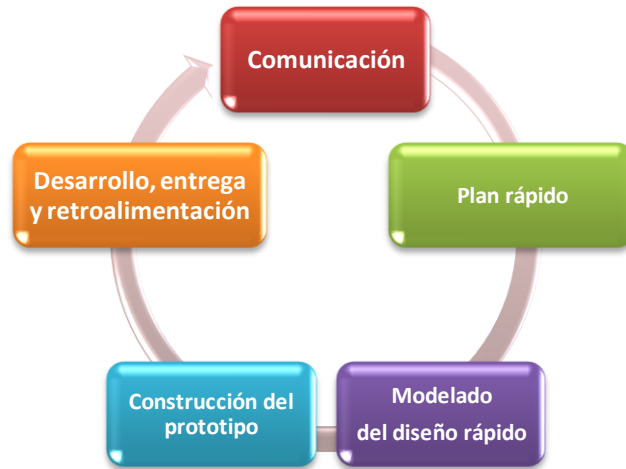 Comunicación
Plan rápido
Modelado
del diseño rápido
Construcción del
prototipo
Desarrollo, entrega
y retroalimentación